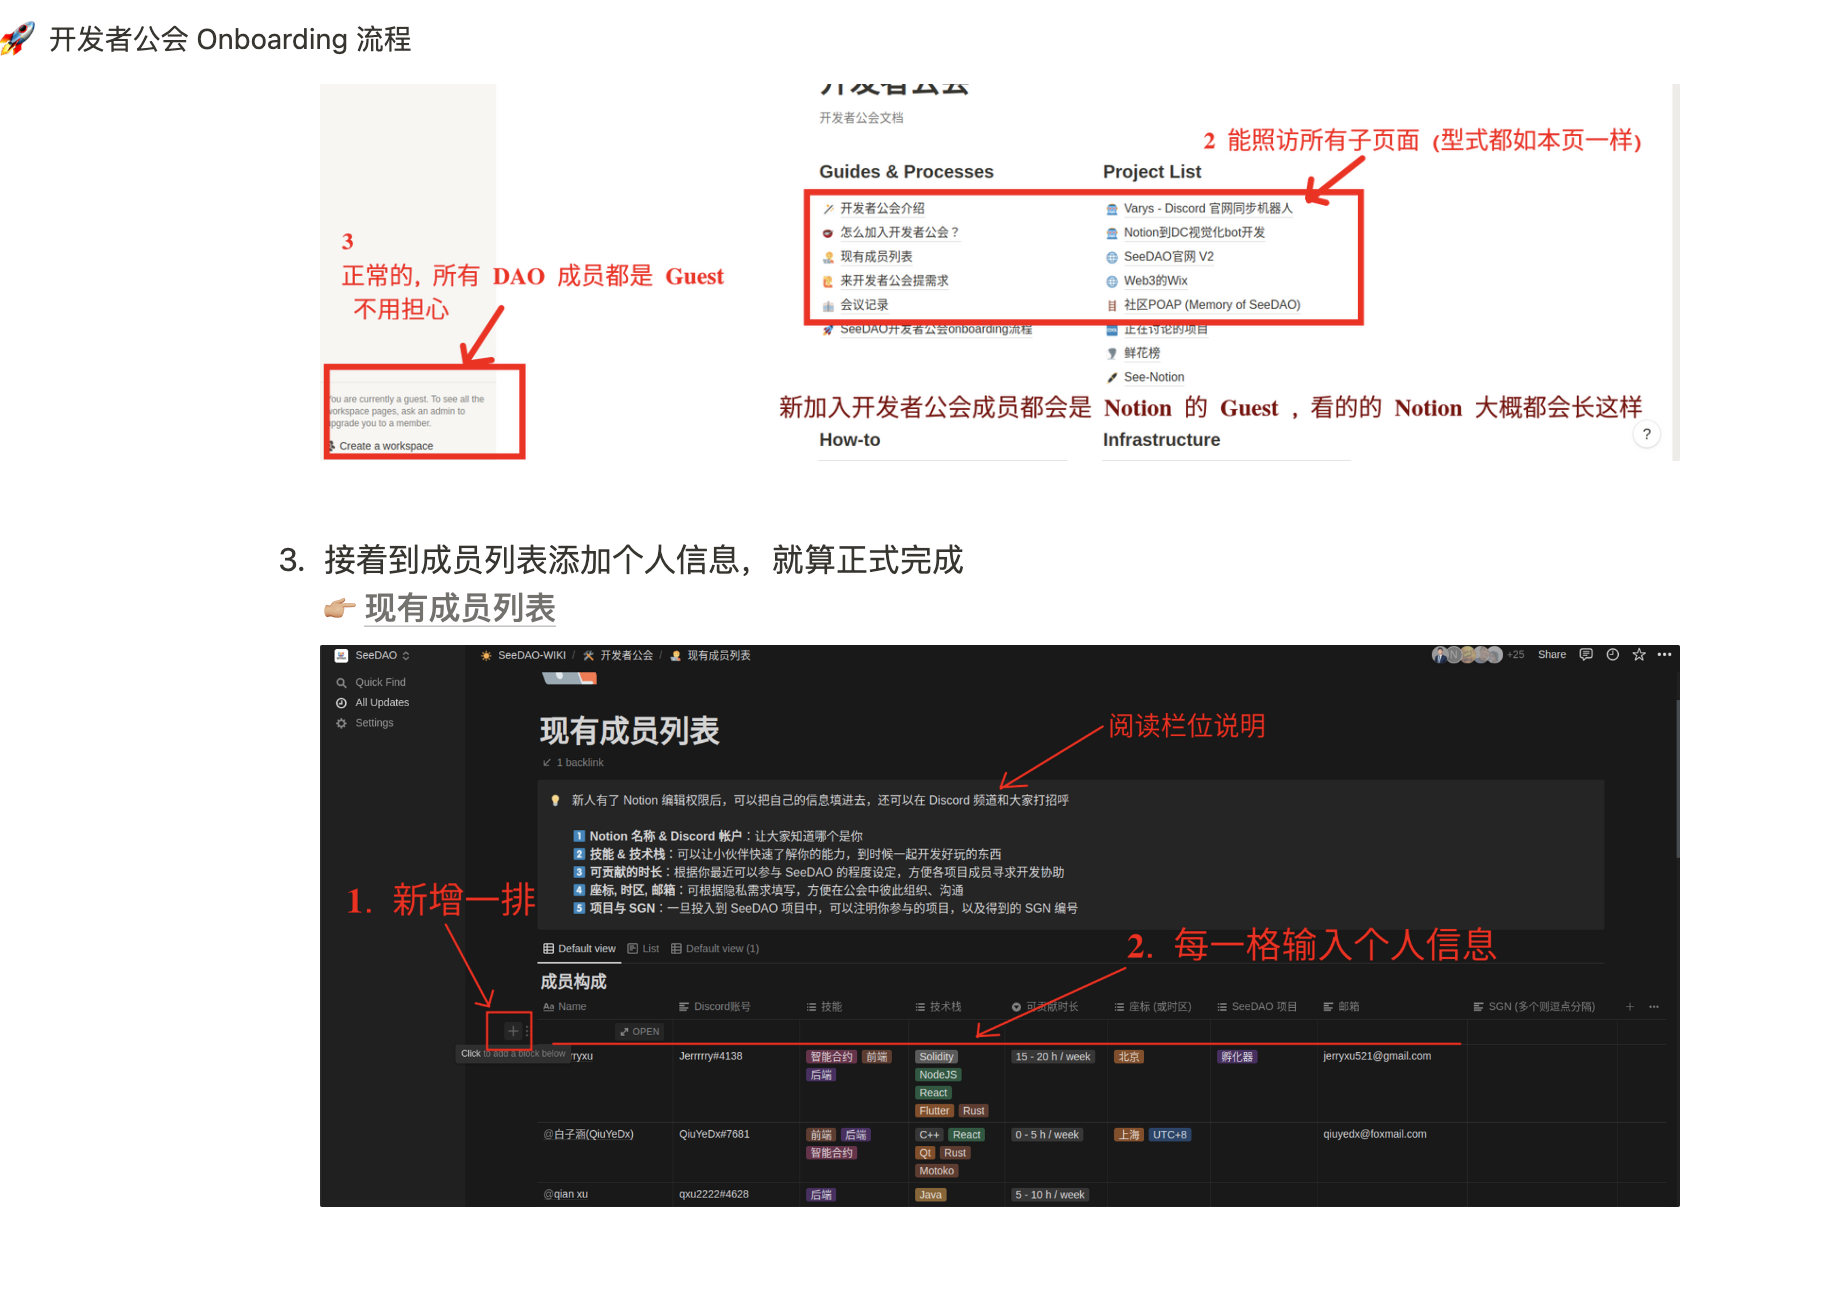 开发者公会 Onboarding 流程
开发者公会
开发者公会文档
2 能照访所有子页面 (型式都如本页一样)
Guides & Processes
开发者公会介绍
怎么加入开发者公会？
现有成员列表
来开发者公会提需求
会议记录
SeeDAO开发者公会onboarding流程
Project List
Varys - Discord 官网同步机器人
Notion到DC视觉化bot开发
SeeDAO官网 V2
Web3的Wix
社区POAP (Memory of SeeDAO)
正在讨论的项目
鲜花榜
See-Notion
3
正常的, 所有 DAO 成员都是 Guest
不用担心
You are currently a guest. To see all the
workspace pages, ask an admin to
upgrade you to a member.
Create a workspace
新加入开发者公会成员都会是 Notion 的 Guest , 看的的 Notion 大概都会长这样
How-to
Infrastructure
?
3. 接着到成员列表添加个人信息，就算正式完成
现有成员列表
SeeDAO
SeeDAO-WIKI / 开发者公会 / 现有成员列表
+25 Share
Quick Find
All Updates
Settings
现有成员列表
阅读栏位说明
1 backlink
新人有了 Notion 编辑权限后，可以把自己的信息填进去，还可以在 Discord 频道和大家打招呼
1 Notion 名称 & Discord 帐户：让大家知道哪个是你
2 技能 & 技术栈：可以让小伙伴快速了解你的能力，到时候一起开发好玩的东西
3 可贡献的时长：根据你最近可以参与 SeeDAO 的程度设定，方便各项目成员寻求开发协助
4 座标, 时区, 邮箱：可根据隐私需求填写，方便在公会中彼此组织、沟通
5 项目与 SGN：一旦投入到 SeeDAO 项目中，可以注明你参与的项目，以及得到的 SGN 编号
1. 新增一排
2. 每一格输入个人信息
Default view List Default view (1)
成员构成
Aa Name Discord账号 技能 技术栈 可贡献时长 座标 (或时区) SeeDAO 项目 邮箱 SGN (多个则逗点分隔)
OPEN
Click to add a block below
rryxu Jerrrrry#4138 智能合约 前端 Solidity 15 - 20 h / week 北京 孵化器 jerryxu521@gmail.com
后端 NodeJS
React
Flutter Rust
@白子涵(QiuYeDx) QiuYeDx#7681 前端 后端 C++ React 0 - 5 h / week 上海 UTC+8 qiuyedx@foxmail.com
智能合约 Qt Rust
Motoko
@qian xu qxu2222#4628 后端 Java 5 - 10 h / week